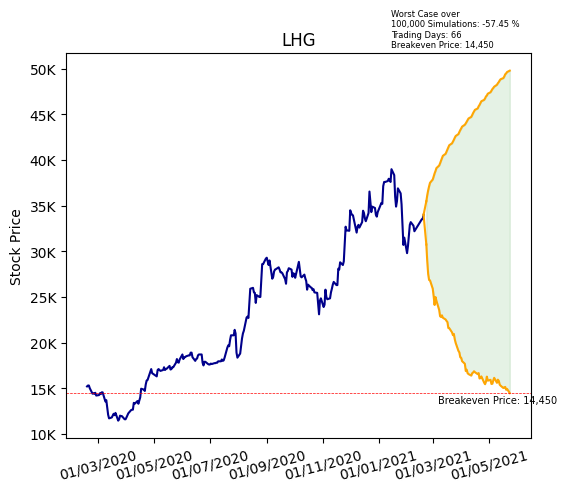 Worst Case over
100,000 Simulations: -57.45 %
Trading Days: 66
Breakeven Price: 14,450
LHG
50K
45K
40K
35K
30K
25K
20K
15K
10K
Stock Price
Breakeven Price: 14,450
01/03/2020
01/05/2020
01/07/2020
01/09/2020
01/11/2020
01/01/2021
01/03/2021
01/05/2021